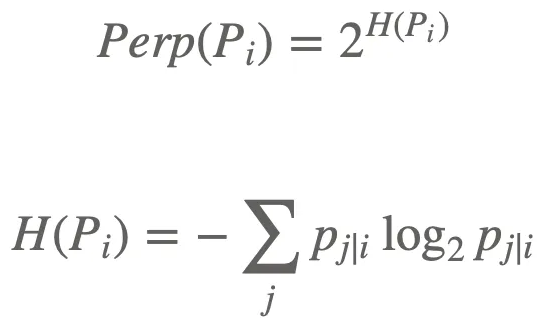 Perp(P_i) = 2^{H(P_i)}
H(P_i) = − ∑_j p_{j|i} log_2 p_{j|i}